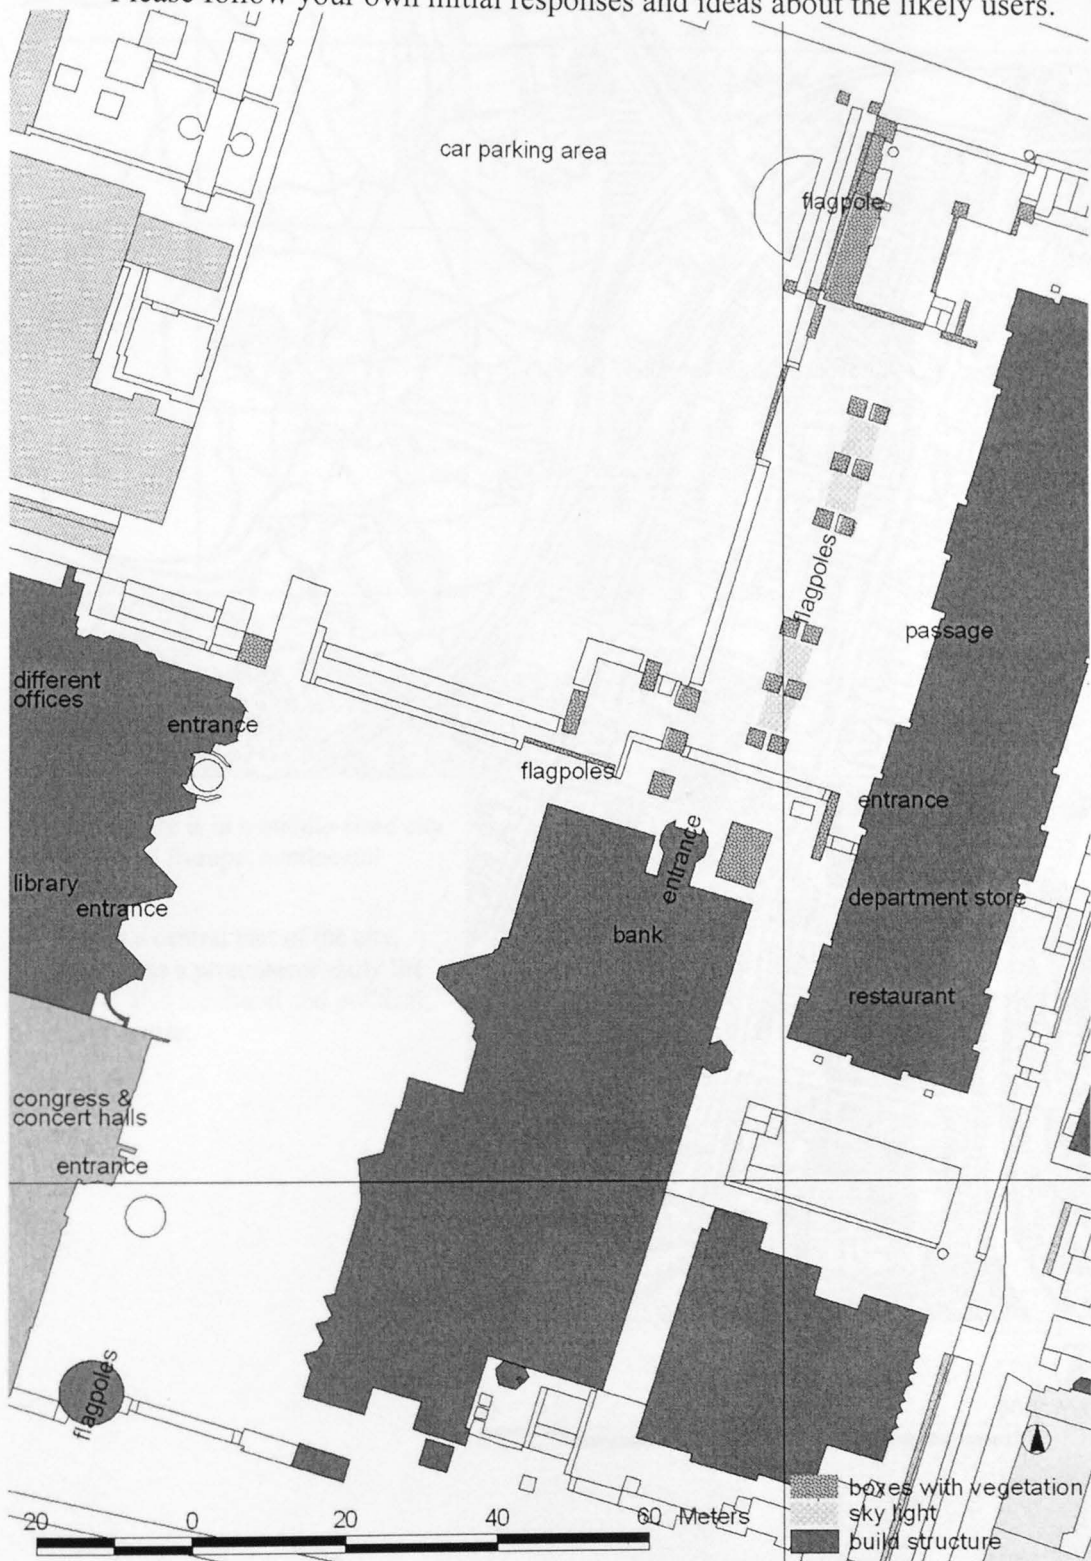 Please follow your own initial responses and ideas about the likely users.
car parking area
flagpole
flagpoles
passage
different
offices
entrance
flagpoles
entrance
entrance
library
entrance
department store
bank
restaurant
congress &
concert halls
entrance
flagpoles
boxes with vegetation
sky light
build structure
20 0 20 40 60 Meters